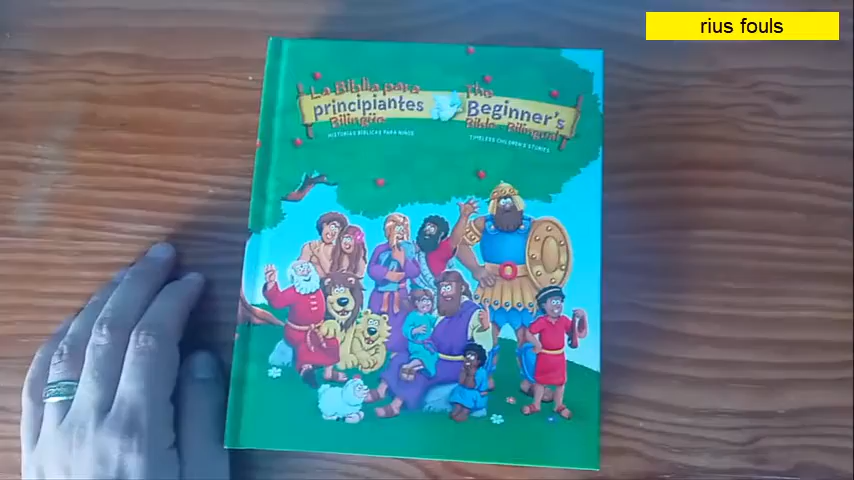 rius fouls
La Biblia para
principiantes
Bilingüe
HISTORIAS BÍBLICAS PARA NIÑOS
The
Beginner's
Bible - Bilingual
TIMELESS CHILDREN'S STORIES